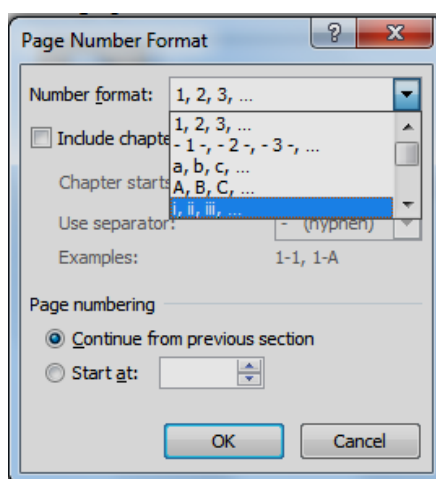 Page Number Format
Number format: 1, 2, 3, ...
1, 2, 3, ...
Include chapte
- 1 -, - 2 -, - 3 -, ...
a, b, c, ...
Chapter starts
A, B, C, ...
i, ii, iii, ...
Use separator: - (hyphen)
Examples: 1-1, 1-A
Page numbering
Continue from previous section
Start at:
OK Cancel